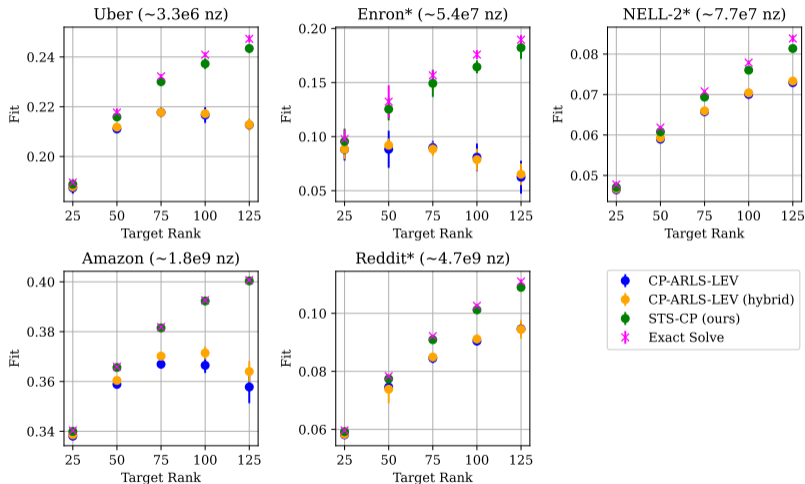 Uber (~3.3e6 nz)
Fit
0.24
0.22
0.20
25 50 75 100 125
Target Rank
Enron* (~5.4e7 nz)
Fit
0.20
0.15
0.10
0.05
25 50 75 100 125
Target Rank
NELL-2* (~7.7e7 nz)
Fit
0.08
0.07
0.06
0.05
25 50 75 100 125
Target Rank
Amazon (~1.8e9 nz)
Fit
0.40
0.38
0.36
0.34
25 50 75 100 125
Target Rank
Reddit* (~4.7e9 nz)
Fit
0.10
0.08
0.06
25 50 75 100 125
Target Rank
CP-ARLS-LEV
CP-ARLS-LEV (hybrid)
STS-CP (ours)
Exact Solve